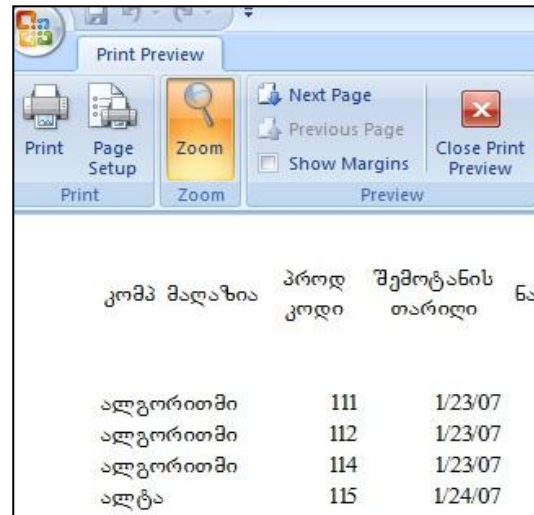 Print Preview
Print
Page Setup
Zoom
Next Page
Previous Page
Show Margins
Close Print Preview
Print
Zoom
Preview
კომპ მაღაზია
პროდ კოდი
შემოტანის თარიღი
ალგორითმი 111 1/23/07
ალგორითმი 112 1/23/07
ალგორითმი 114 1/23/07
ალტა 115 1/24/07